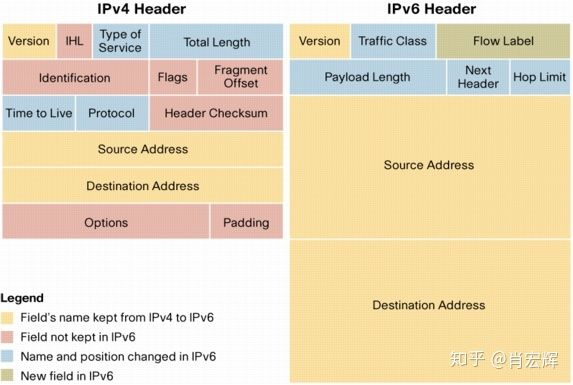 IPv4 Header
IPv6 Header
Version
IHL
Type of
Service
Total Length
Version
Traffic Class
Flow Label
Identification
Flags
Fragment
Offset
Payload Length
Next
Header
Hop Limit
Time to Live
Protocol
Header Checksum
Source Address
Source Address
Destination Address
Options
Padding
Destination Address
Legend
Field's name kept from IPv4 to IPv6
Field not kept in IPv6
Name and position changed in IPv6
New field in IPv6
知乎 @肖宏辉